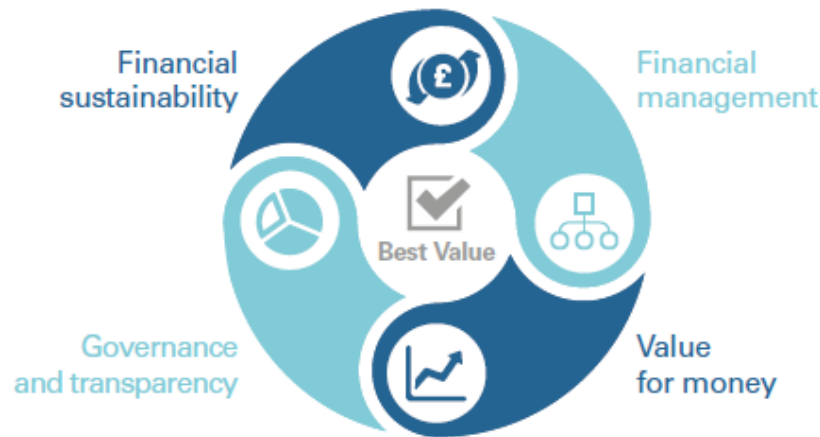 Financial
sustainability
£
Financial
management
Best Value
Governance
and transparency
Value
for money